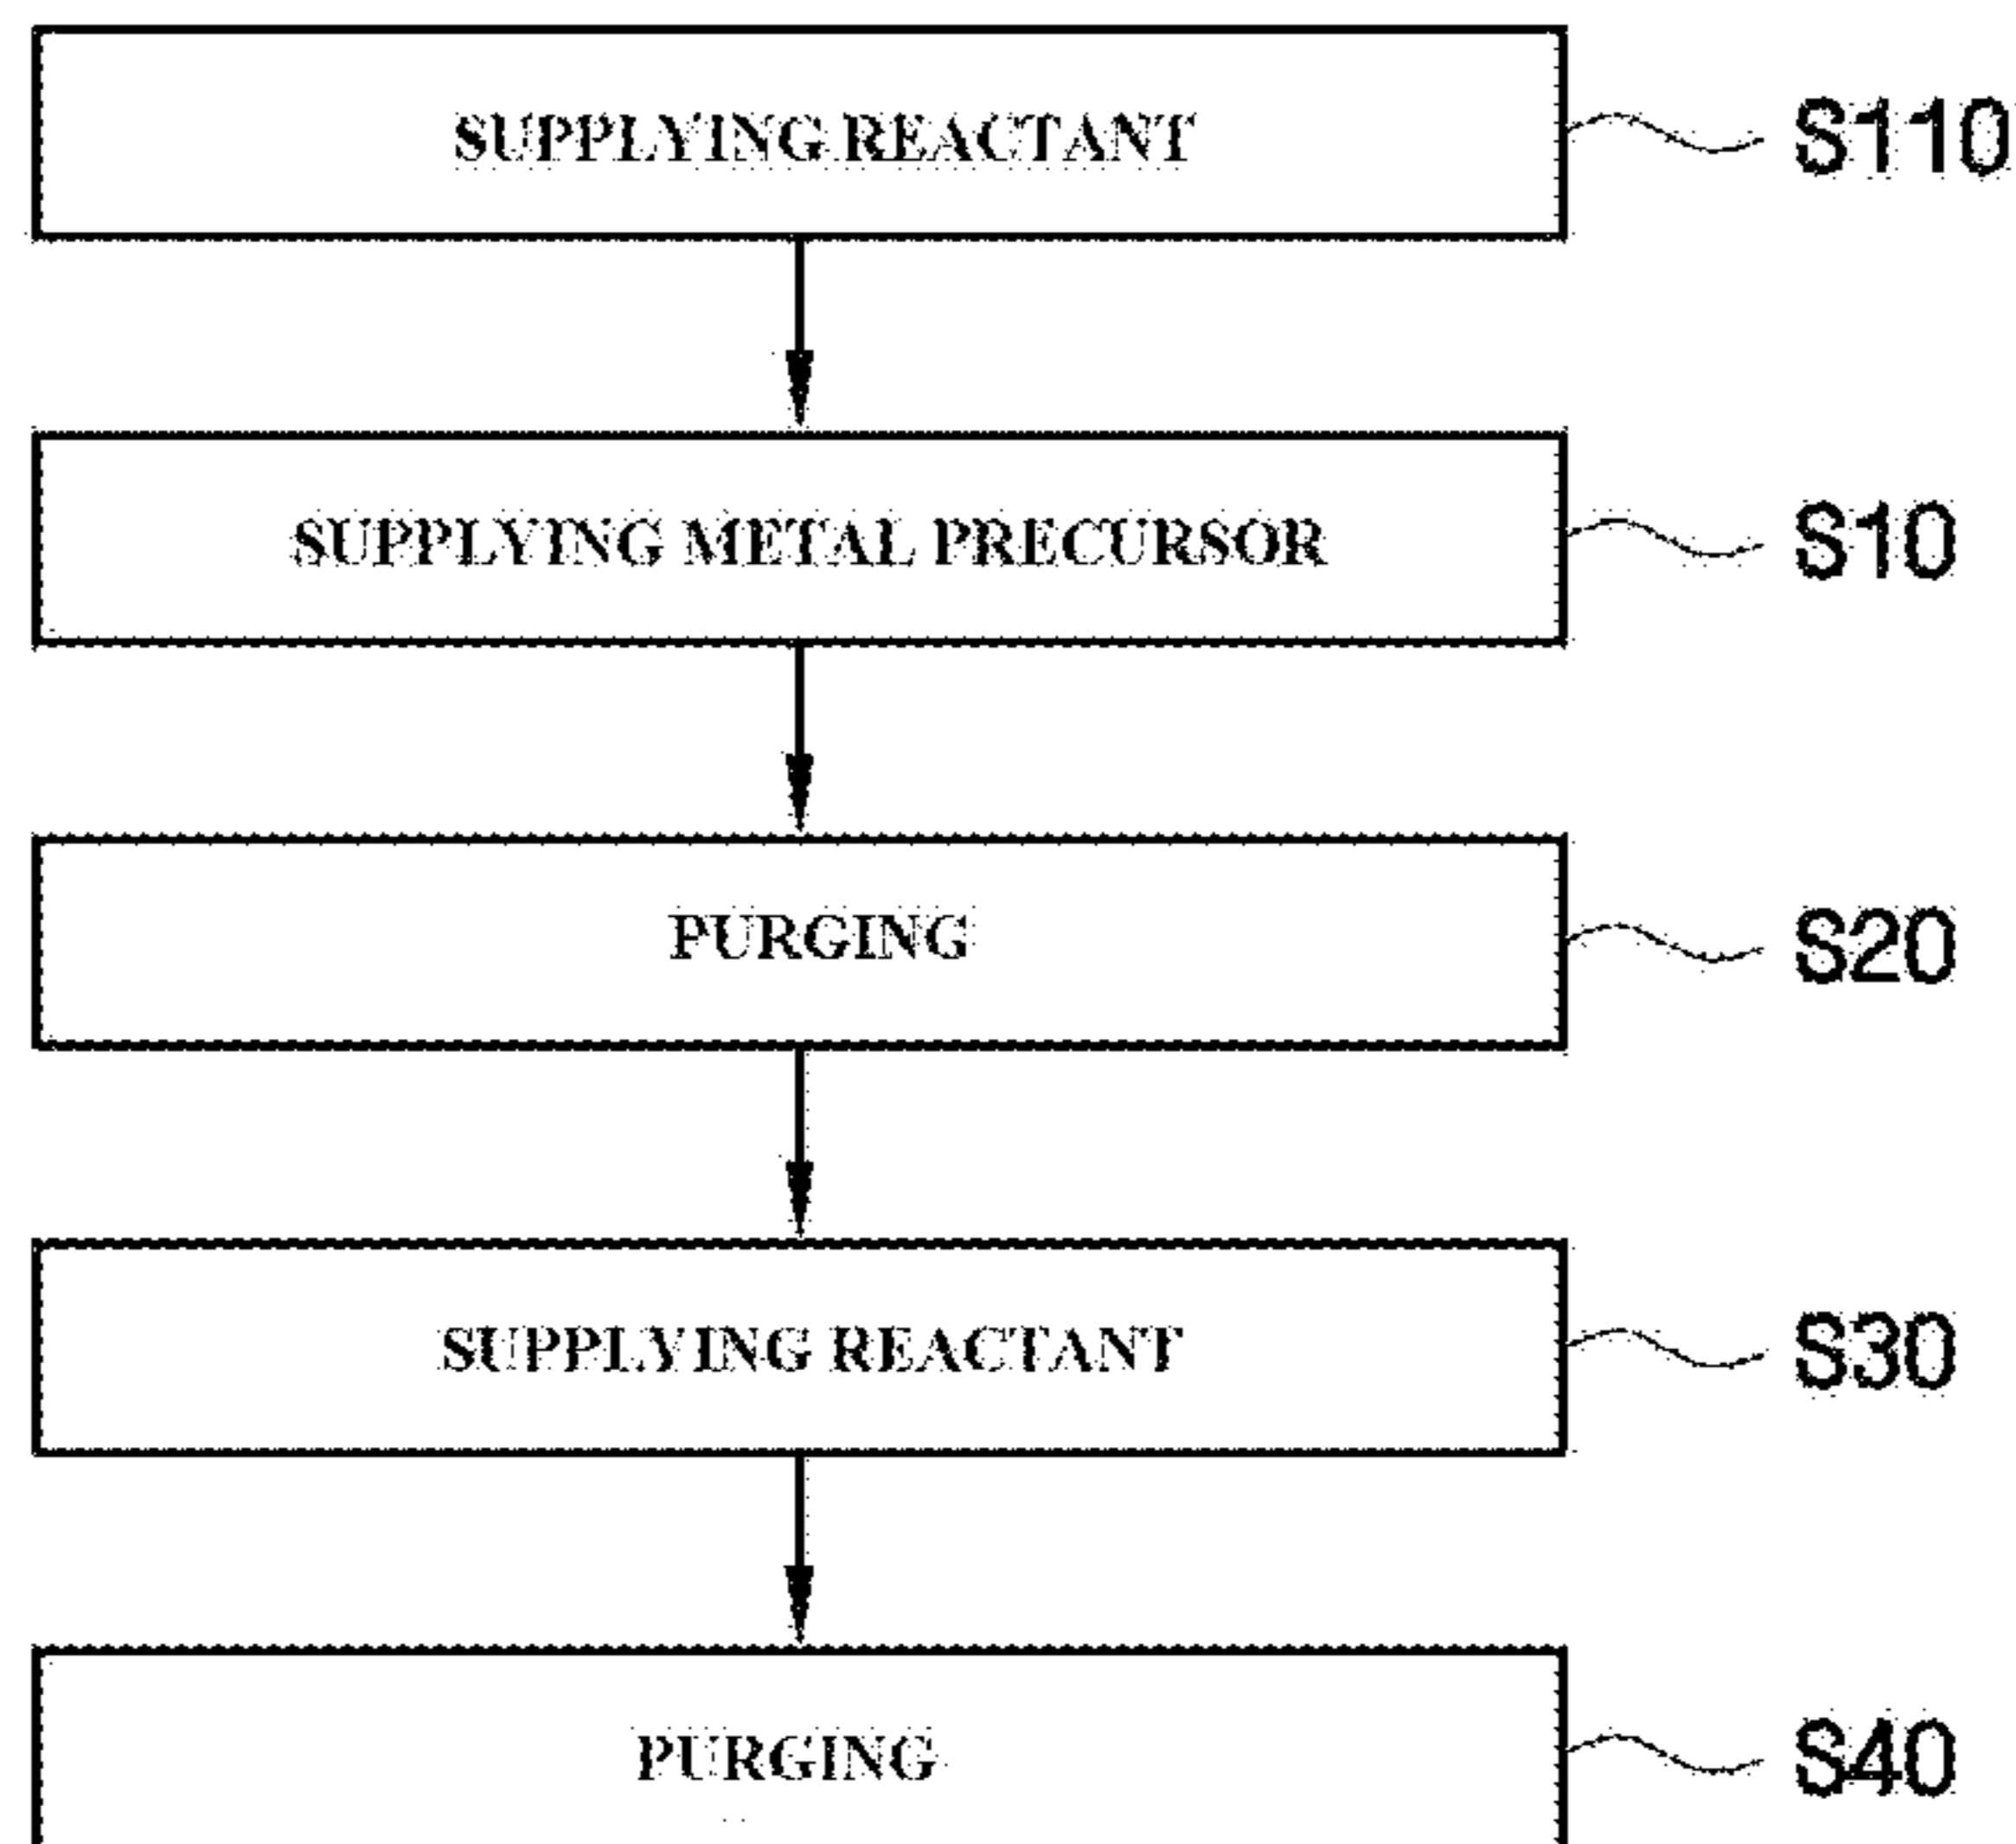 SUPPLYING REACTANT S110
SUPPLYING METAL PRECURSOR S10
PURGING S20
SUPPLYING REACTANT S30
PURGING S40